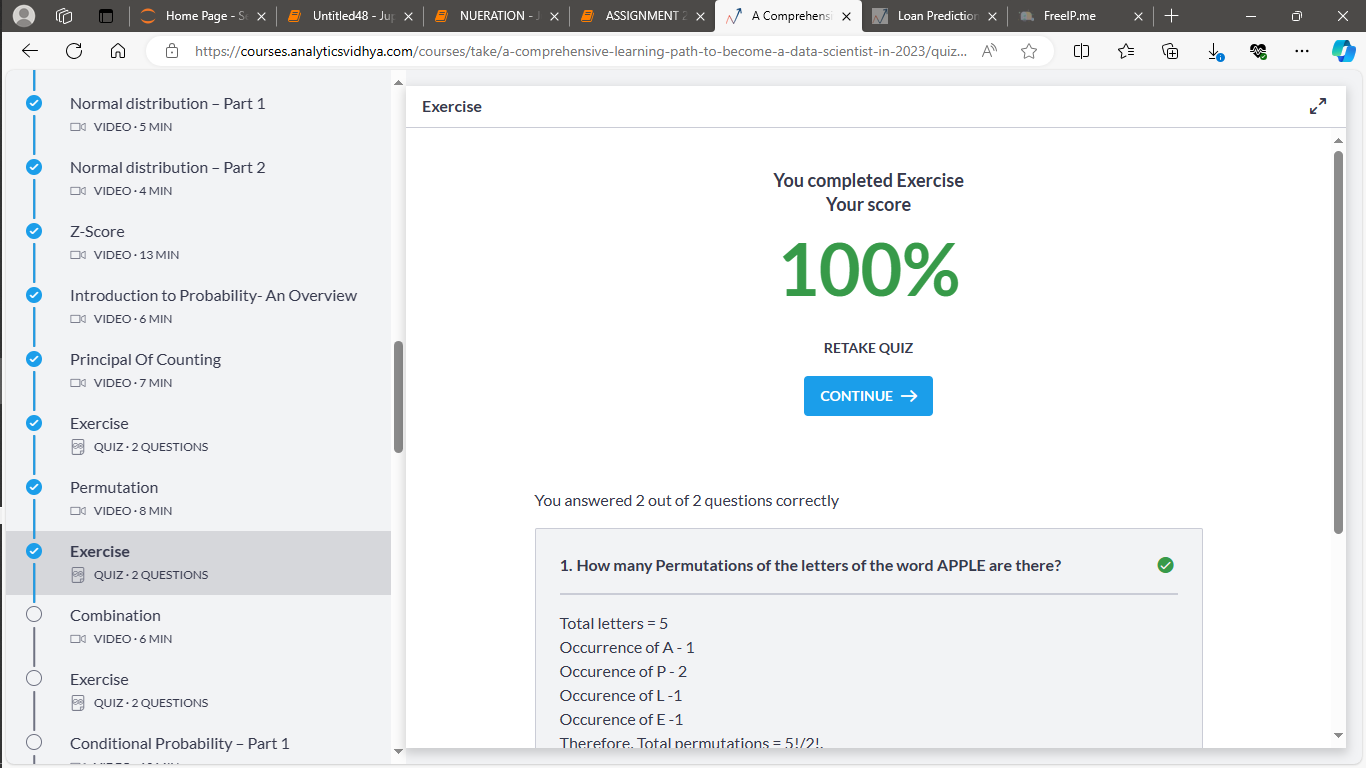 Home Page - Se
Untitled48 - Jup
NUERATION - J
ASSIGNMENT 2
A Comprehensi
Loan Prediction
FreeIP.me
https://courses.analyticsvidhya.com/courses/take/a-comprehensive-learning-path-to-become-a-data-scientist-in-2023/quiz...
Normal distribution – Part 1
VIDEO · 5 MIN
Normal distribution – Part 2
VIDEO · 4 MIN
Z-Score
VIDEO · 13 MIN
Introduction to Probability- An Overview
VIDEO · 6 MIN
Principal Of Counting
VIDEO · 7 MIN
Exercise
QUIZ · 2 QUESTIONS
Permutation
VIDEO · 8 MIN
Exercise
QUIZ · 2 QUESTIONS
Combination
VIDEO · 6 MIN
Exercise
QUIZ · 2 QUESTIONS
Conditional Probability – Part 1
Exercise
You completed Exercise
Your score
100%
RETAKE QUIZ
CONTINUE →
You answered 2 out of 2 questions correctly
1. How many Permutations of the letters of the word APPLE are there?
Total letters = 5
Occurrence of A - 1
Occurence of P - 2
Occurence of L -1
Occurence of E -1
Therefore, Total permutations = 5!/2!.